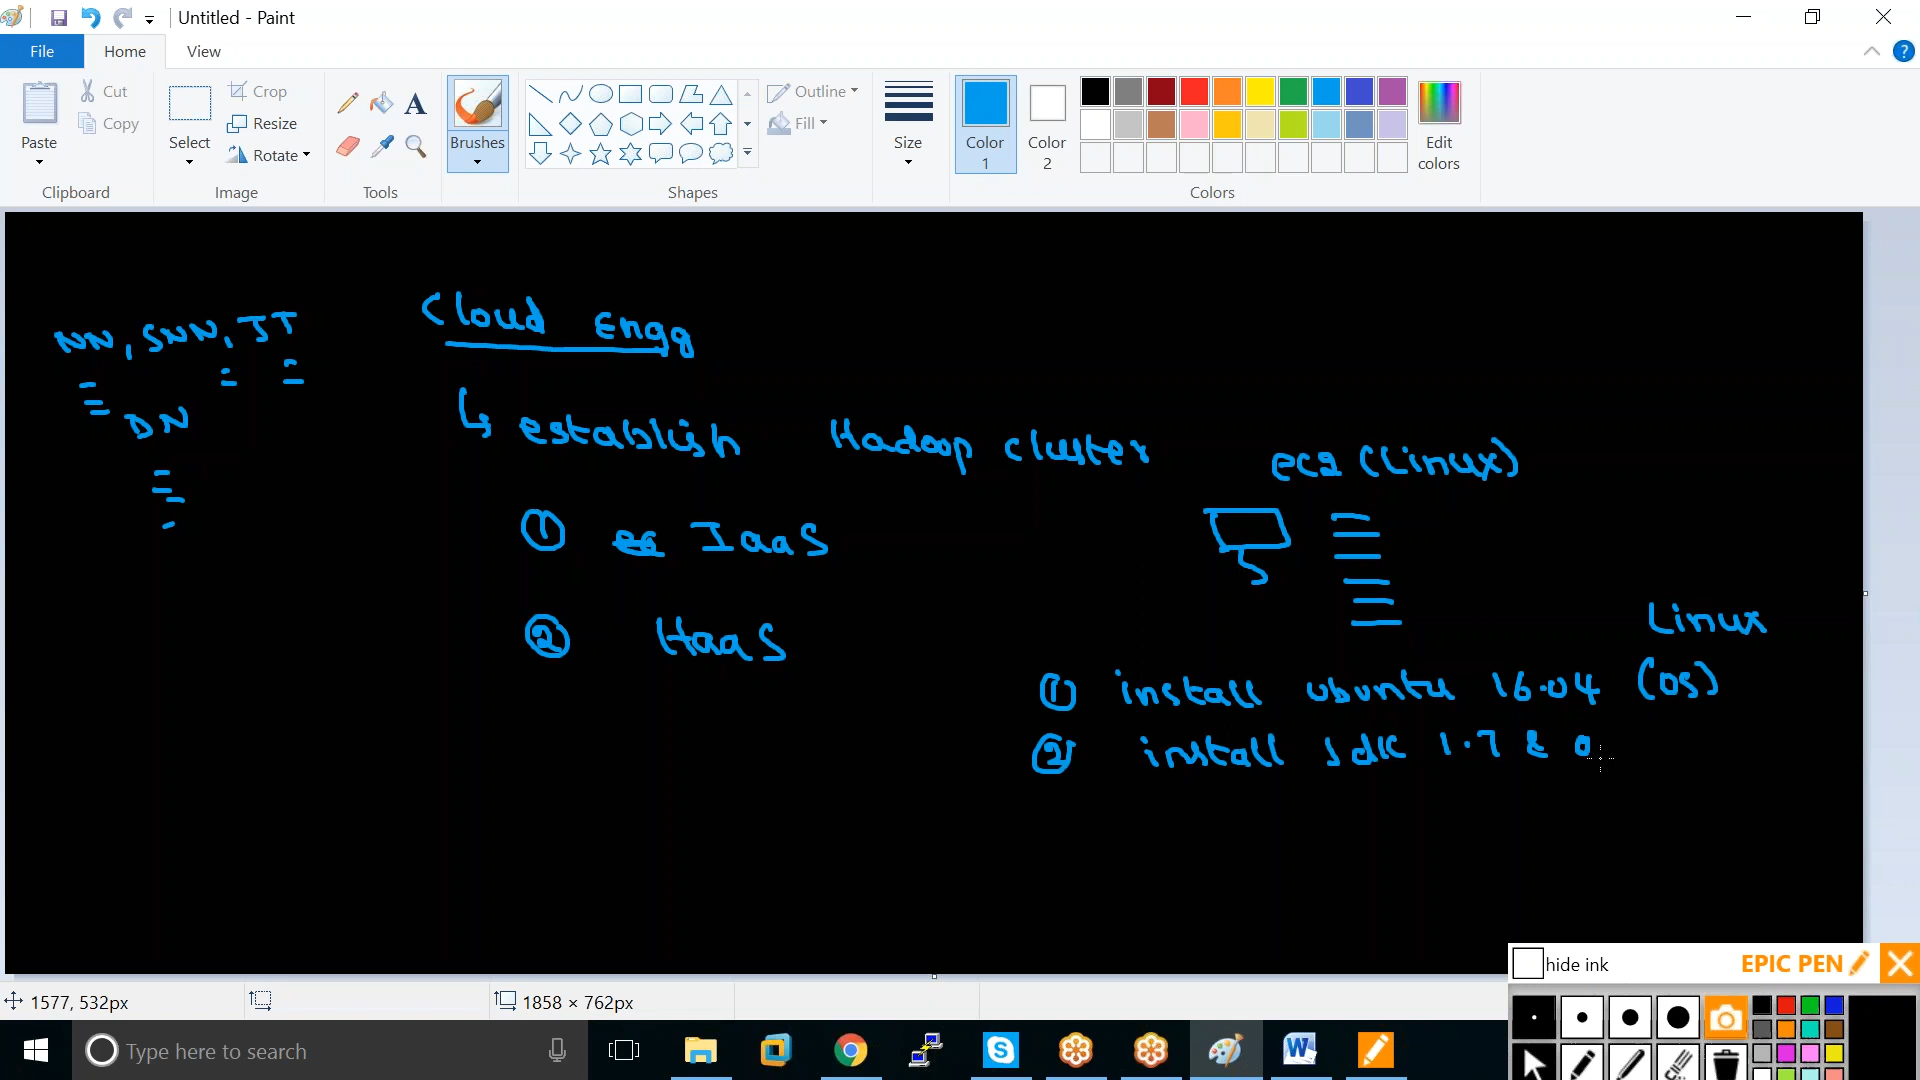 Untitled - Paint
File Home View
Paste Cut Copy Clipboard
Select Crop Resize Rotate Image
Tools
Brushes
Shapes
Outline Fill
Size
Color 1
Color 2
Edit colors
Colors
Cloud Engg
NN, SNN, JT
DN
establish Hadoop cluster
ec2 (Linux)
1 IaaS
2 HaaS
Linux
1 install ubuntu 16.04 (OS)
2 install Jdk 1.7 &
hide ink EPIC PEN
1577, 532px 1858 × 762px
Type here to search